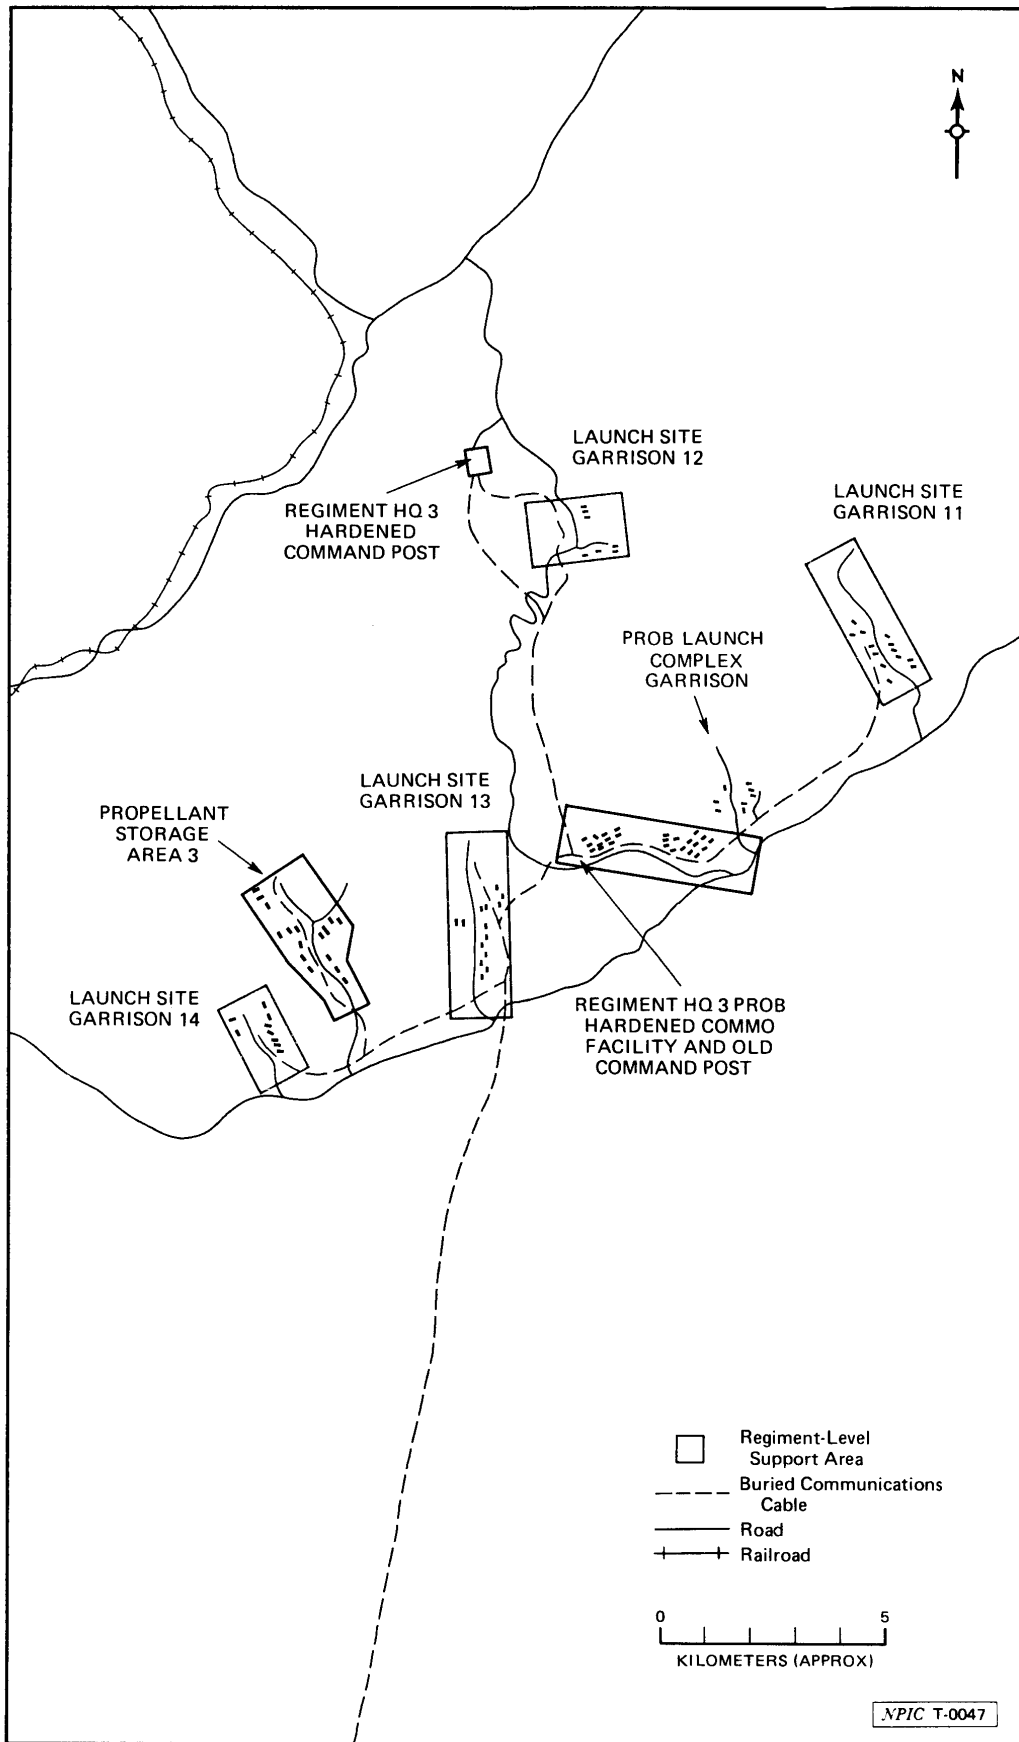 N
LAUNCH SITE
GARRISON 12
LAUNCH SITE
GARRISON 11
REGIMENT HQ 3
HARDENED
COMMAND POST
PROB LAUNCH
COMPLEX
GARRISON
LAUNCH SITE
GARRISON 13
PROPELLANT
STORAGE
AREA 3
LAUNCH SITE
GARRISON 14
REGIMENT HQ 3 PROB
HARDENED COMMO
FACILITY AND OLD
COMMAND POST
Regiment-Level
Support Area
Buried Communications
Cable
Road
Railroad
0 5
KILOMETERS (APPROX)
NPIC T-0047